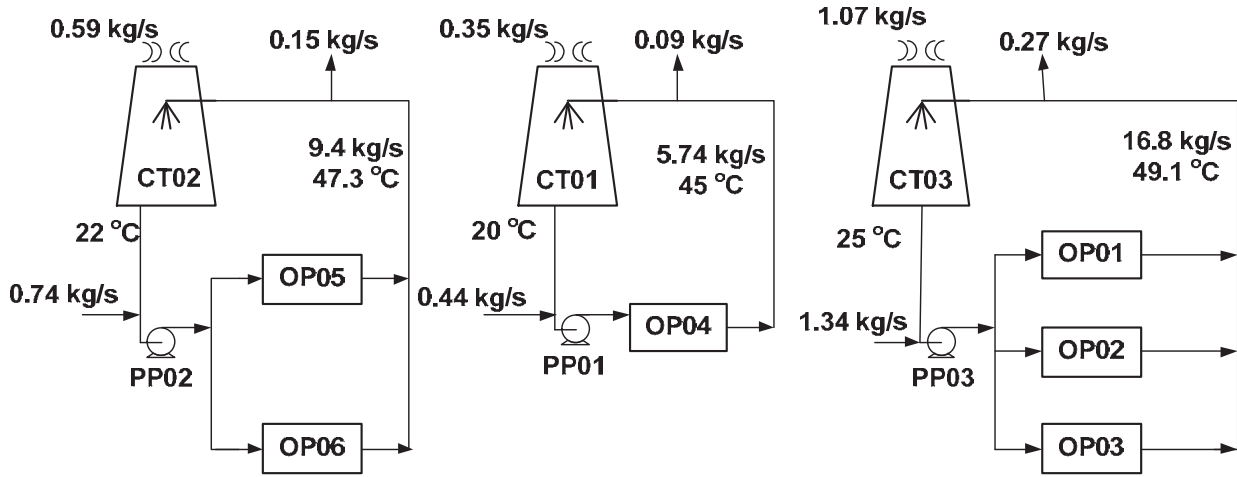 0.59 kg/s
0.15 kg/s
CT02
9.4 kg/s
47.3 °C
22 °C
OP05
0.74 kg/s
PP02
OP06
0.35 kg/s
0.09 kg/s
CT01
5.74 kg/s
45 °C
20 °C
0.44 kg/s
OP04
PP01
1.07 kg/s
0.27 kg/s
CT03
16.8 kg/s
49.1 °C
25 °C
OP01
1.34 kg/s
OP02
PP03
OP03